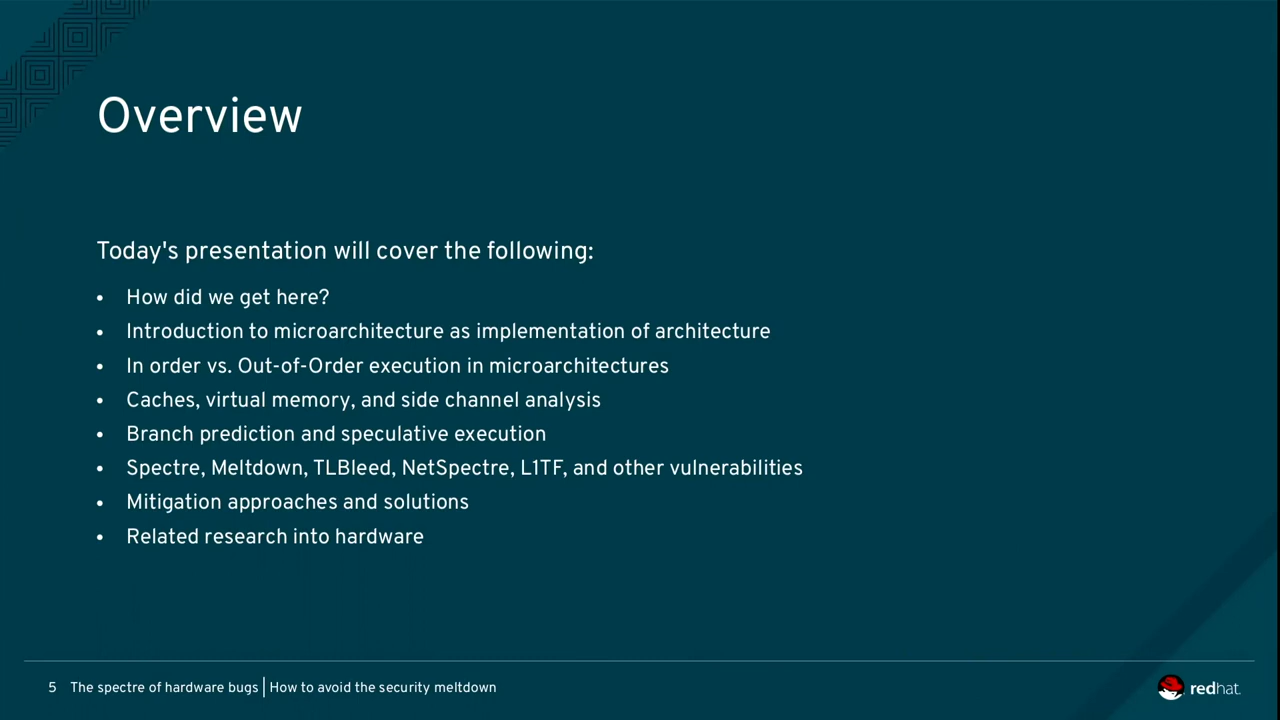 Overview
Today's presentation will cover the following:
• How did we get here?
• Introduction to microarchitecture as implementation of architecture
• In order vs. Out-of-Order execution in microarchitectures
• Caches, virtual memory, and side channel analysis
• Branch prediction and speculative execution
• Spectre, Meltdown, TLBleed, NetSpectre, L1TF, and other vulnerabilities
• Mitigation approaches and solutions
• Related research into hardware
5 The spectre of hardware bugs | How to avoid the security meltdown
redhat.